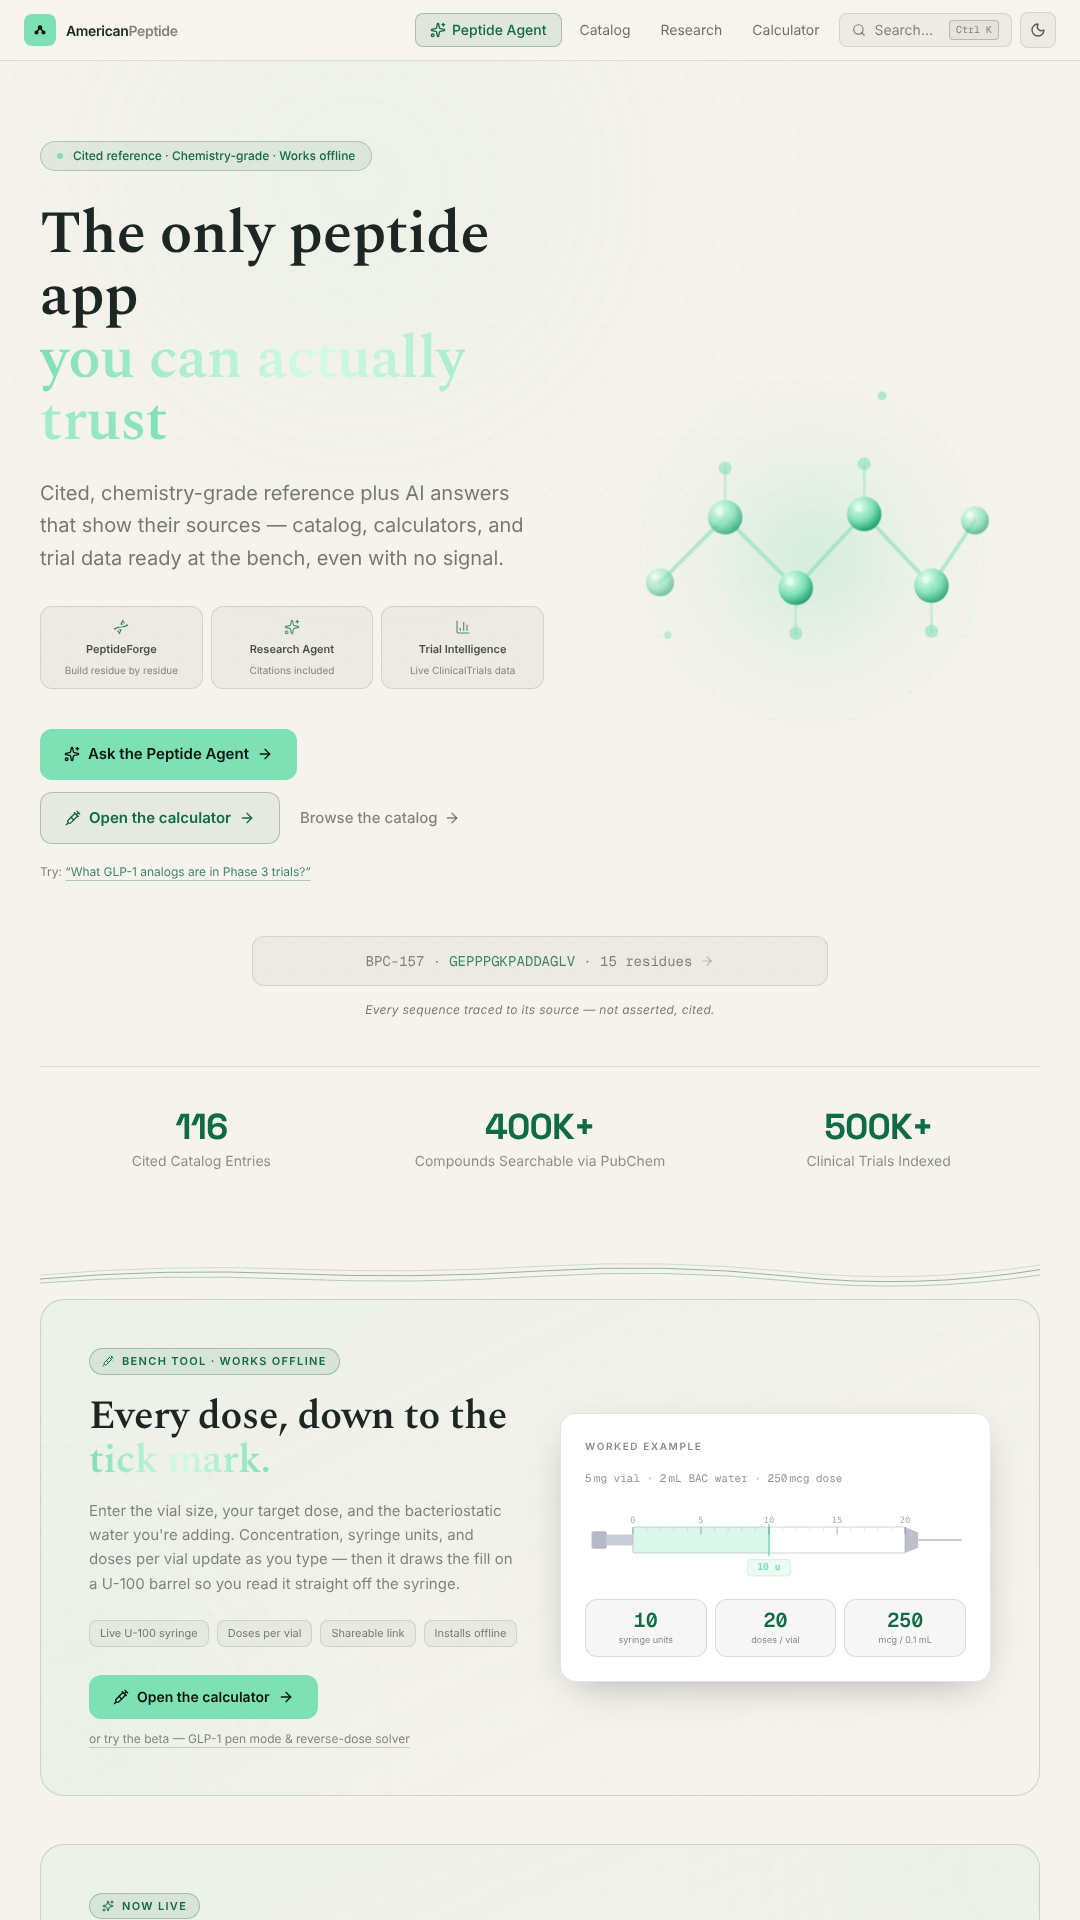 AmericanPeptide
Peptide Agent
Catalog
Research
Calculator
Search...
Ctrl K
Cited reference · Chemistry-grade · Works offline
The only peptide
app
you can actually
trust
Cited, chemistry-grade reference plus AI answers
that show their sources — catalog, calculators, and
trial data ready at the bench, even with no signal.
PeptideForge
Build residue by residue
Research Agent
Citations included
Trial Intelligence
Live ClinicalTrials data
Ask the Peptide Agent →
Open the calculator →
Browse the catalog →
Try: “What GLP-1 analogs are in Phase 3 trials?”
BPC-157 · GEPPPGKPADDAGLV · 15 residues →
Every sequence traced to its source — not asserted, cited.
116
Cited Catalog Entries
400K+
Compounds Searchable via PubChem
500K+
Clinical Trials Indexed
BENCH TOOL · WORKS OFFLINE
Every dose, down to the
tick mark.
Enter the vial size, your target dose, and the bacteriostatic
water you're adding. Concentration, syringe units, and
doses per vial update as you type — then it draws the fill on
a U-100 barrel so you read it straight off the syringe.
Live U-100 syringe
Doses per vial
Shareable link
Installs offline
Open the calculator →
or try the beta — GLP-1 pen mode & reverse-dose solver
WORKED EXAMPLE
5 mg vial · 2 mL BAC water · 250 mcg dose
0 5 10 15 20
10 u
10
syringe units
20
doses / vial
250
mcg / 0.1 mL
NOW LIVE